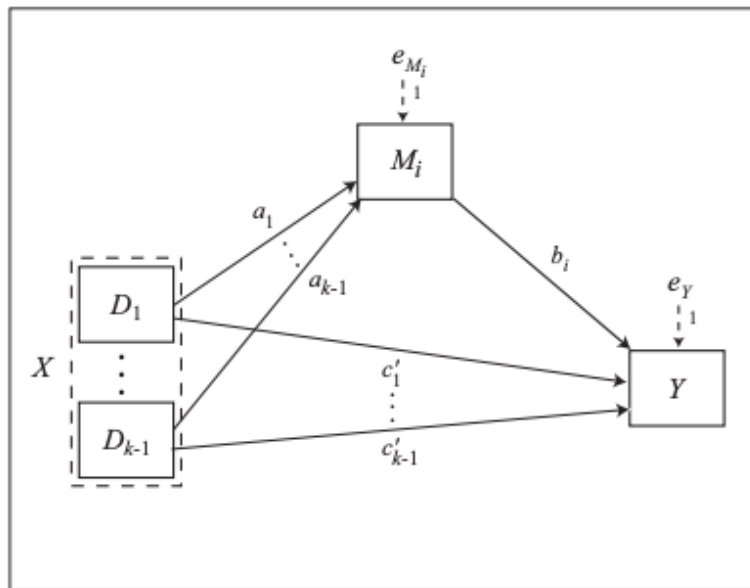 e_{M_i}
1
M_i
a_1
a_{k-1}
b_i
e_Y
1
D_1
X
c'_1
Y
D_{k-1}
c'_{k-1}